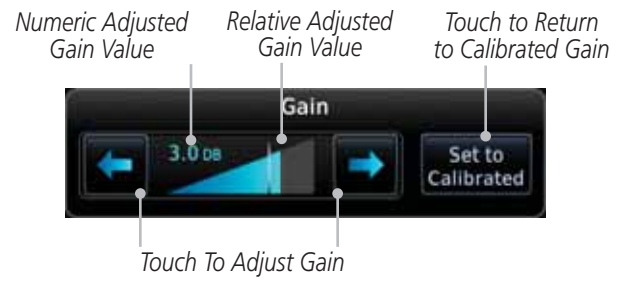 Numeric Adjusted
Gain Value
Relative Adjusted
Gain Value
Touch to Return
to Calibrated Gain
Gain
3.0 DB
Set to
Calibrated
Touch To Adjust Gain